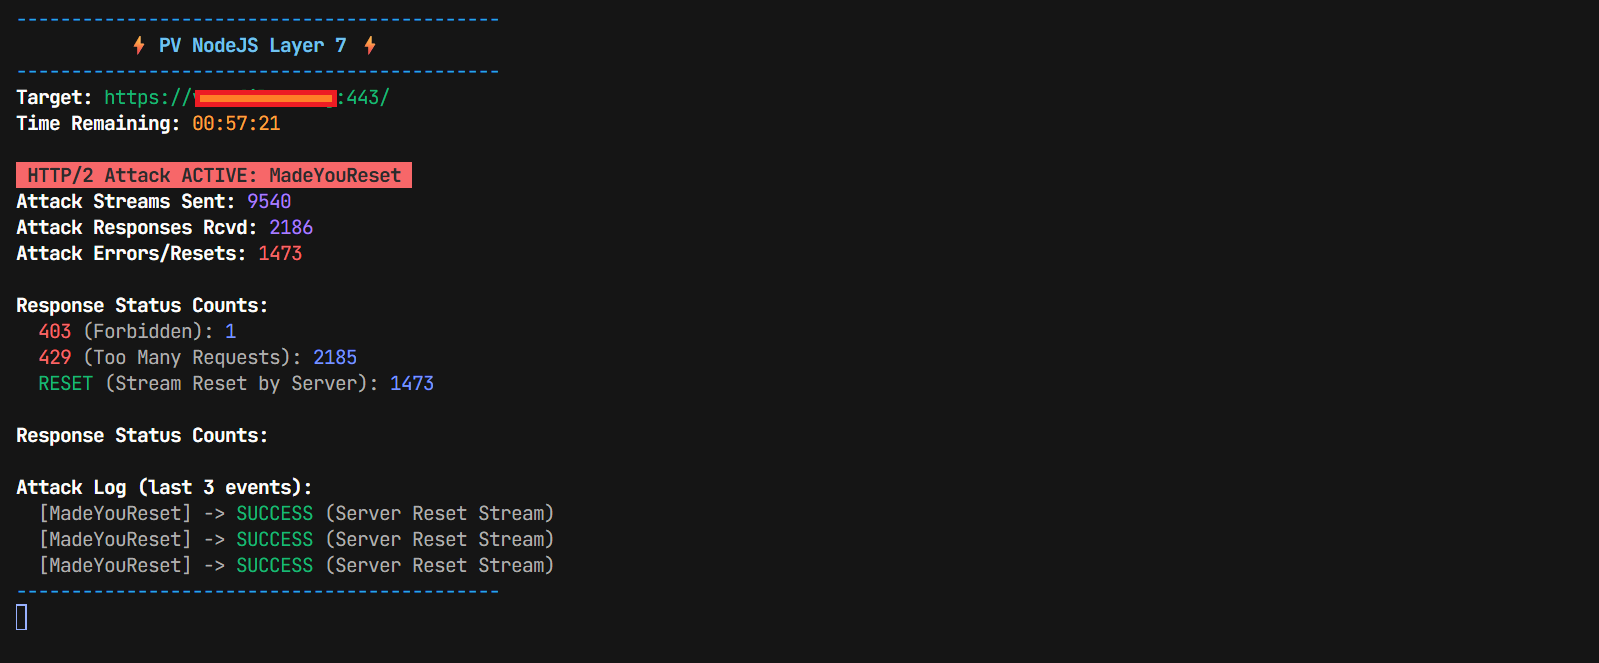 ⚡ PV NodeJS Layer 7 ⚡
Target: https:// :443/
Time Remaining: 00:57:21
HTTP/2 Attack ACTIVE: MadeYouReset
Attack Streams Sent: 9540
Attack Responses Rcvd: 2186
Attack Errors/Resets: 1473
Response Status Counts:
403 (Forbidden): 1
429 (Too Many Requests): 2185
RESET (Stream Reset by Server): 1473
Response Status Counts:
Attack Log (last 3 events):
[MadeYouReset] -> SUCCESS (Server Reset Stream)
[MadeYouReset] -> SUCCESS (Server Reset Stream)
[MadeYouReset] -> SUCCESS (Server Reset Stream)